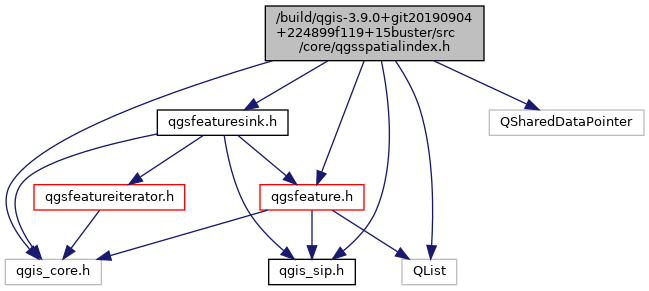 /build/qgis-3.9.0+git20190904
+224899f119+15buster/src
/core/qgsspatialindex.h
qgsfeaturesink.h
QSharedDataPointer
qgsfeatureiterator.h
qgsfeature.h
qgis_core.h
qgis_sip.h
QList